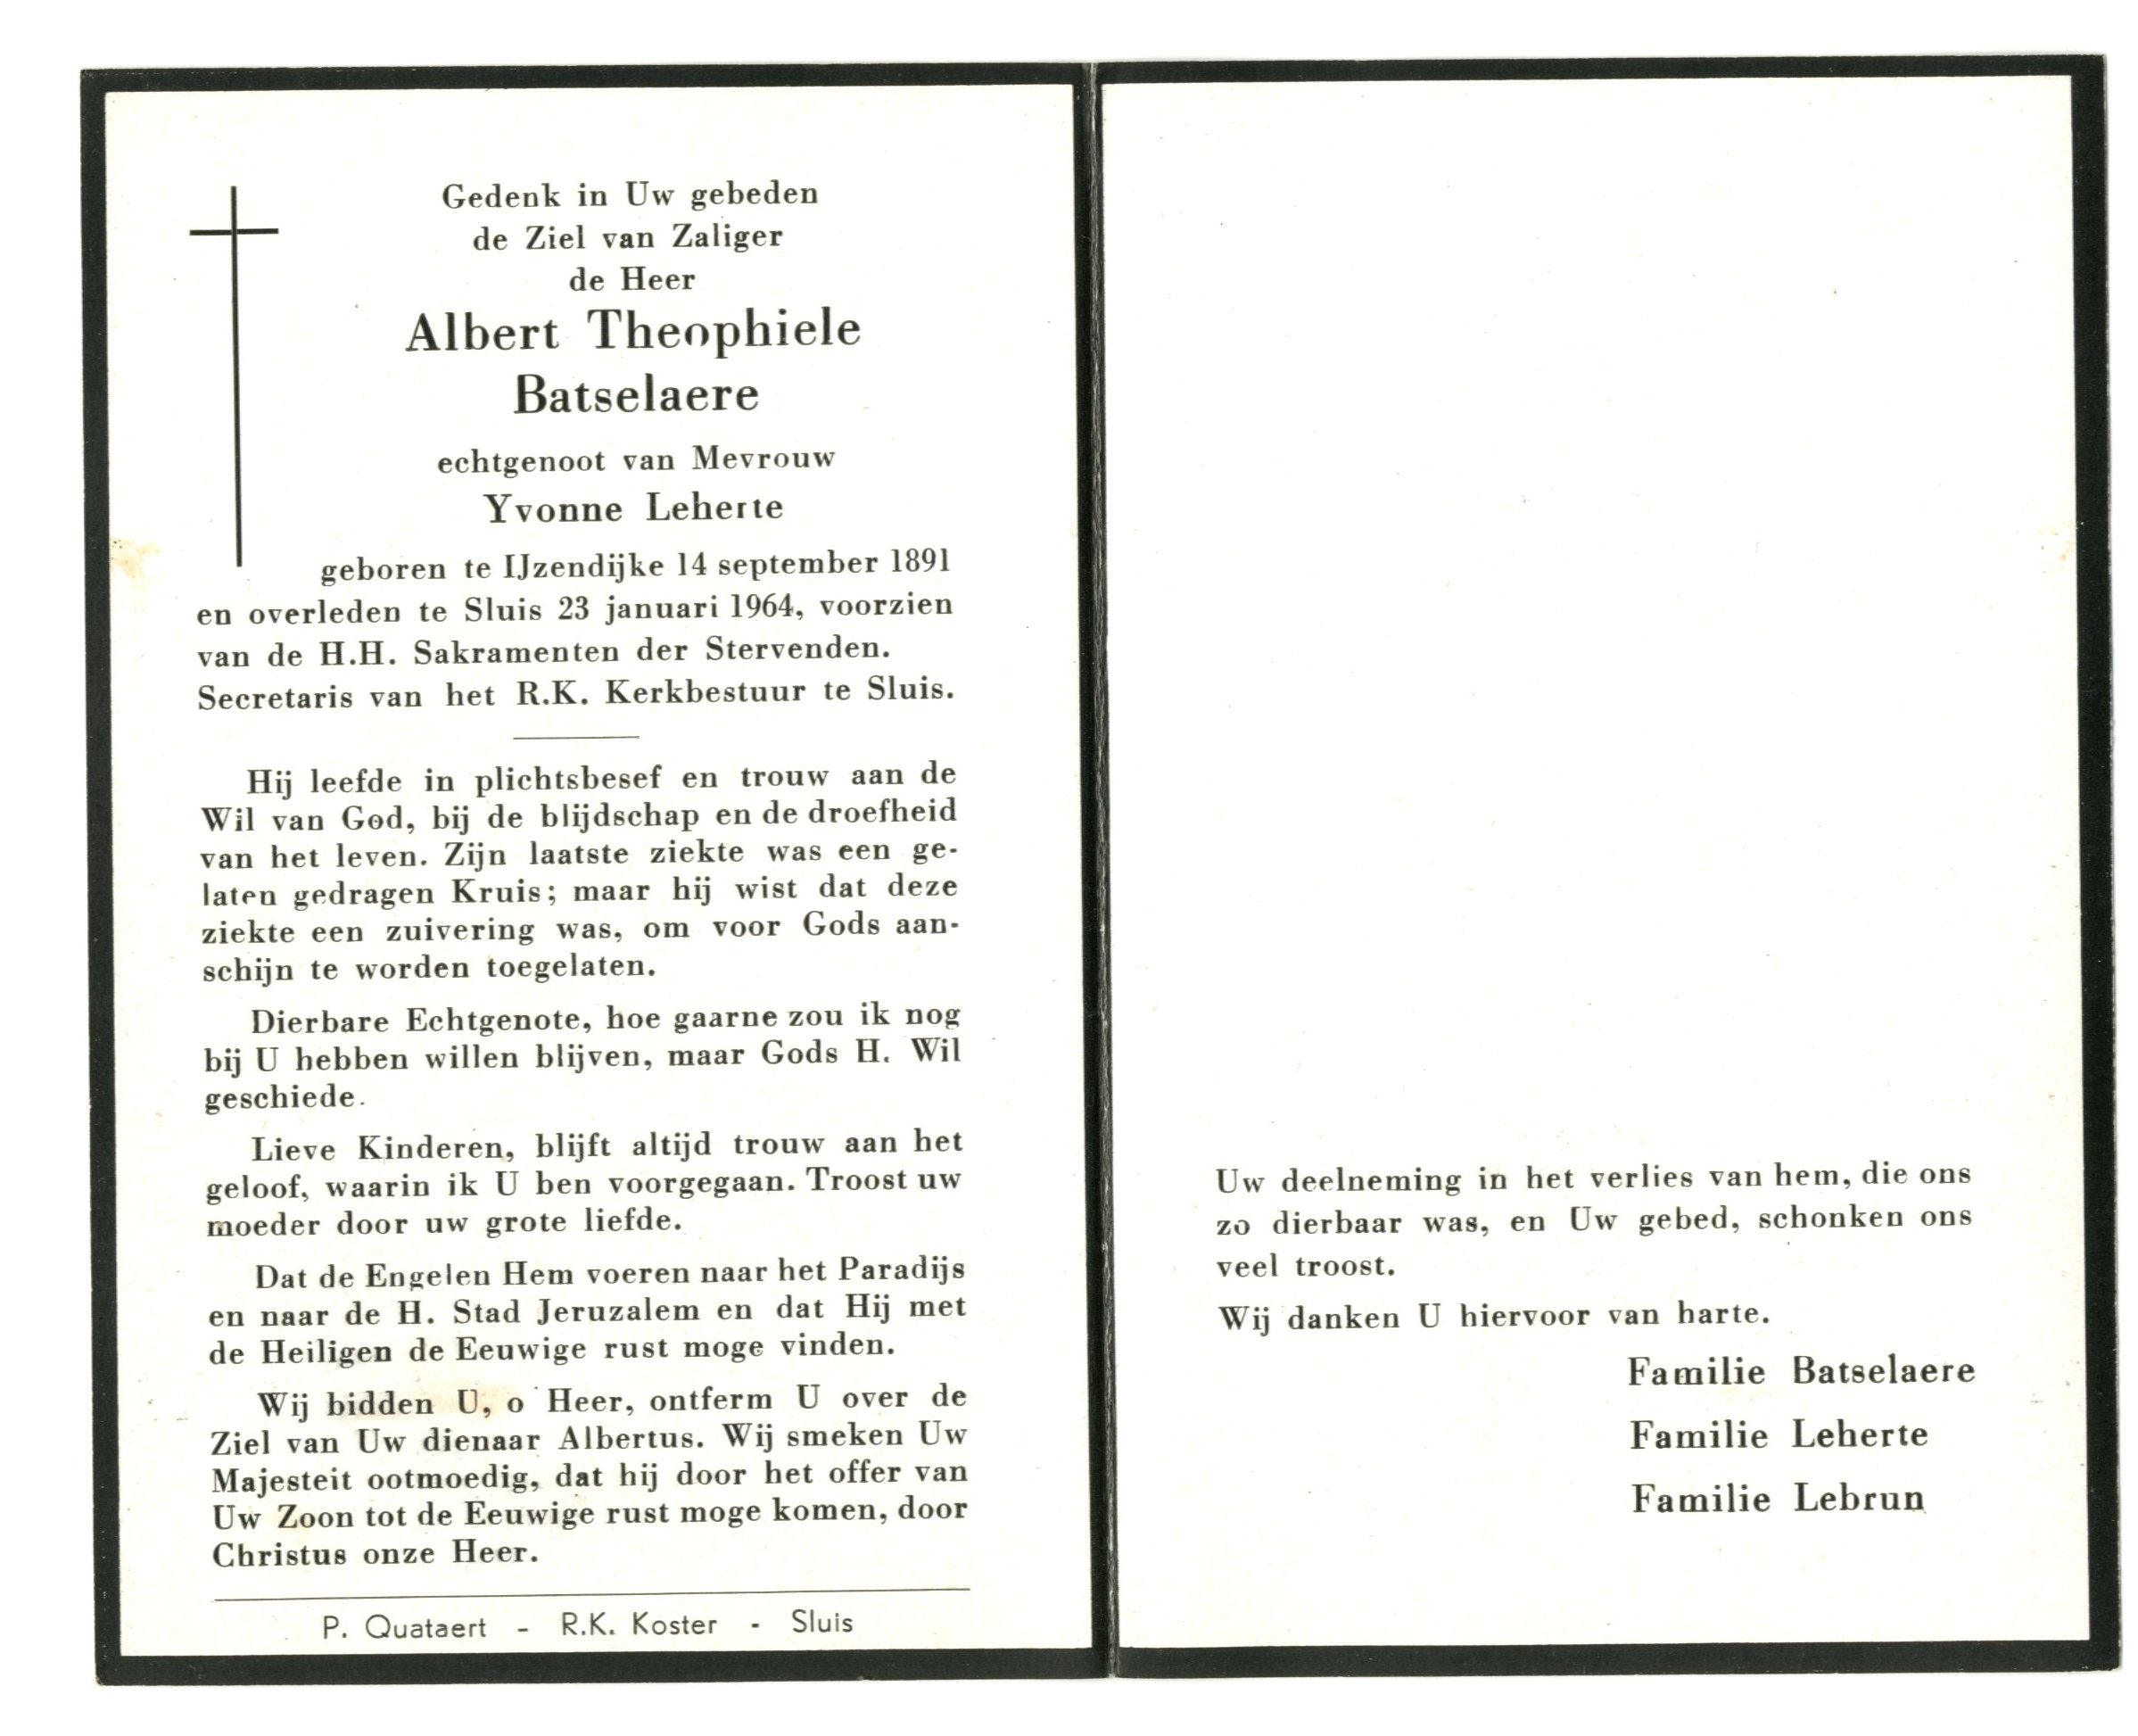 Gedenk in Uw gebeden
de Ziel van Zaliger
de Heer
Albert Theophiele
Batselaere
echtgenoot van Mevrouw
Yvonne Leherte
geboren te IJzendijke 14 september 1891
en overleden te Sluis 23 januari 1964, voorzien
van de H.H. Sakramenten der Stervenden.
Secretaris van het R.K. Kerkbestuur te Sluis.
Hij leefde in plichtsbesef en trouw aan de
Wil van God, bij de blijdschap en de droefheid
van het leven. Zijn laatste ziekte was een ge-
laten gedragen Kruis; maar hij wist dat deze
ziekte een zuivering was, om voor Gods aan-
schijn te worden toegelaten.
Dierbare Echtgenote, hoe gaarne zou ik nog
bij U hebben willen blijven, maar Gods H. Wil
geschiede.
Lieve Kinderen, blijft altijd trouw aan het
geloof, waarin ik U ben voorgegaan. Troost uw
moeder door uw grote liefde.
Dat de Engelen Hem voeren naar het Paradijs
en naar de H. Stad Jeruzalem en dat Hij met
de Heiligen de Eeuwige rust moge vinden.
Wij bidden U, o Heer, ontferm U over de
Ziel van Uw dienaar Albertus. Wij smeken Uw
Majesteit ootmoedig, dat hij door het offer van
Uw Zoon tot de Eeuwige rust moge komen, door
Christus onze Heer.
P. Quataert - R.K. Koster - Sluis
Uw deelneming in het verlies van hem, die ons
zo dierbaar was, en Uw gebed, schonken ons
veel troost.
Wij danken U hiervoor van harte.
Familie Batselaere
Familie Leherte
Familie Lebrun